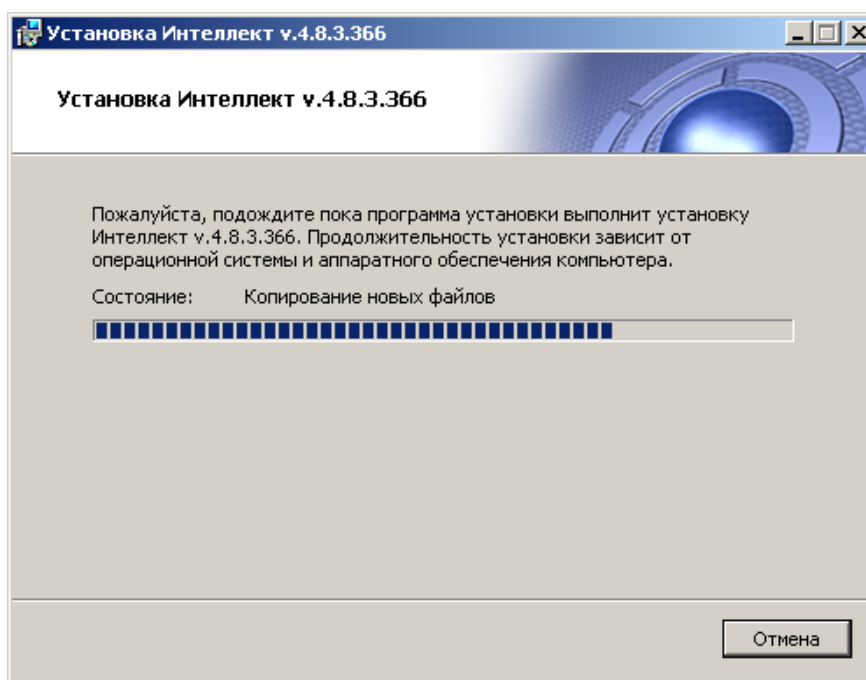 Установка Интеллект v.4.8.3.366
Установка Интеллект v.4.8.3.366
Пожалуйста, подождите пока программа установки выполнит установку
Интеллект v.4.8.3.366. Продолжительность установки зависит от
операционной системы и аппаратного обеспечения компьютера.
Состояние: Копирование новых файлов
Отмена